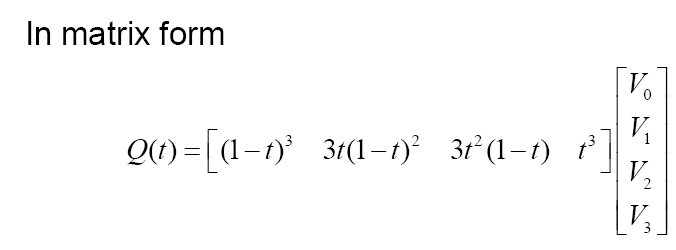 In matrix form
Q(t) = [(1−t)³ 3t(1−t)² 3t²(1−t) t³] [V₀
V₁
V₂
V₃]